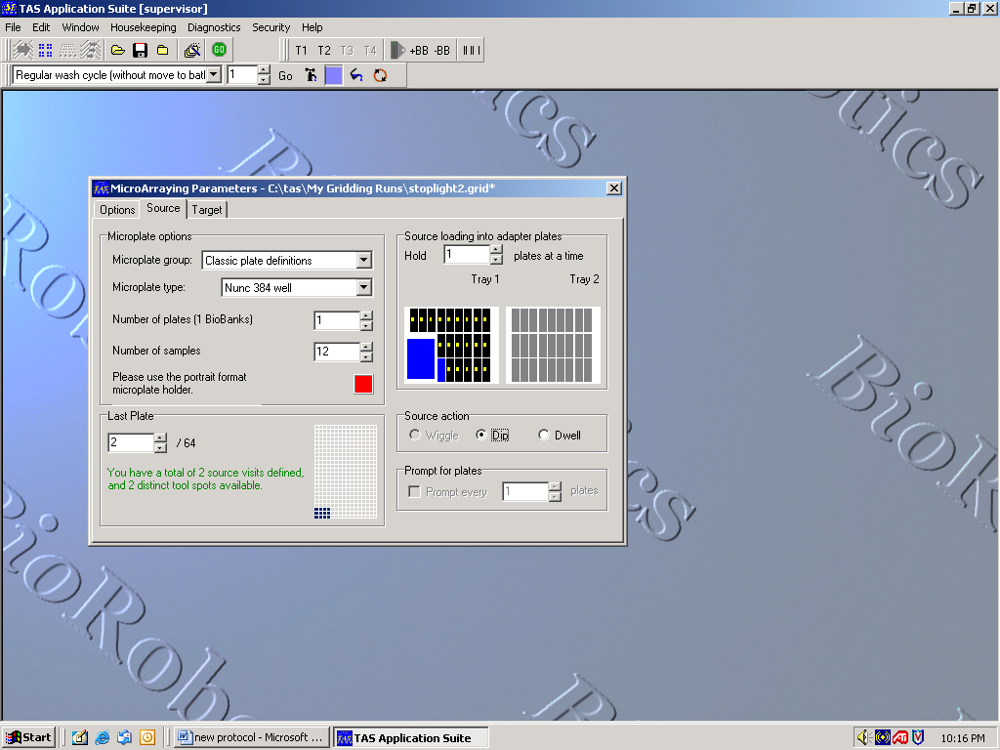 TAS Application Suite [supervisor]
File Edit Window Housekeeping Diagnostics Security Help
GO T1 T2 T3 T4 +BB -BB
Regular wash cycle (without move to bat 1 Go
MicroArraying Parameters - C:\tas\My Gridding Runs\stoplight2.grid*
Options Source Target
Microplate options
Microplate group: Classic plate definitions
Microplate type: Nunc 384 well
Number of plates (1 BioBanks) 1
Number of samples 12
Please use the portrait format
microplate holder.
Last Plate
2 / 64
You have a total of 2 source visits defined,
and 2 distinct tool spots available.
Source loading into adapter plates
Hold 1 plates at a time
Tray 1 Tray 2
Source action
Wiggle Dip Dwell
Prompt for plates
Prompt every 1 plates
BioRobotics
Start new protocol - Microsoft ... TAS Application Suite 10:16 PM